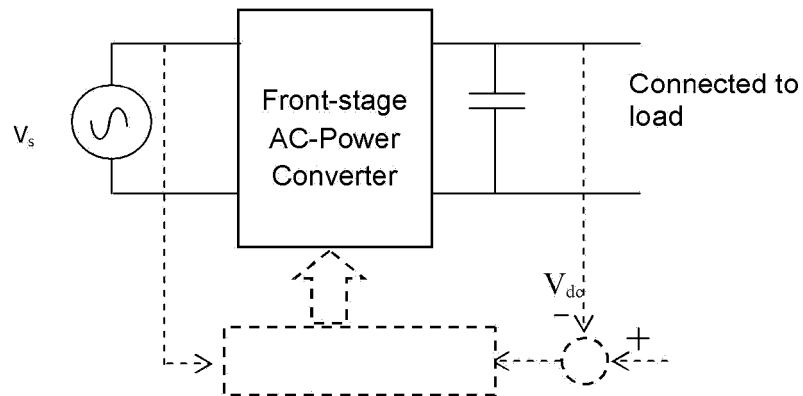 Front-stage
AC-Power
Converter
Connected to
load
Vs
Vdc
−
+